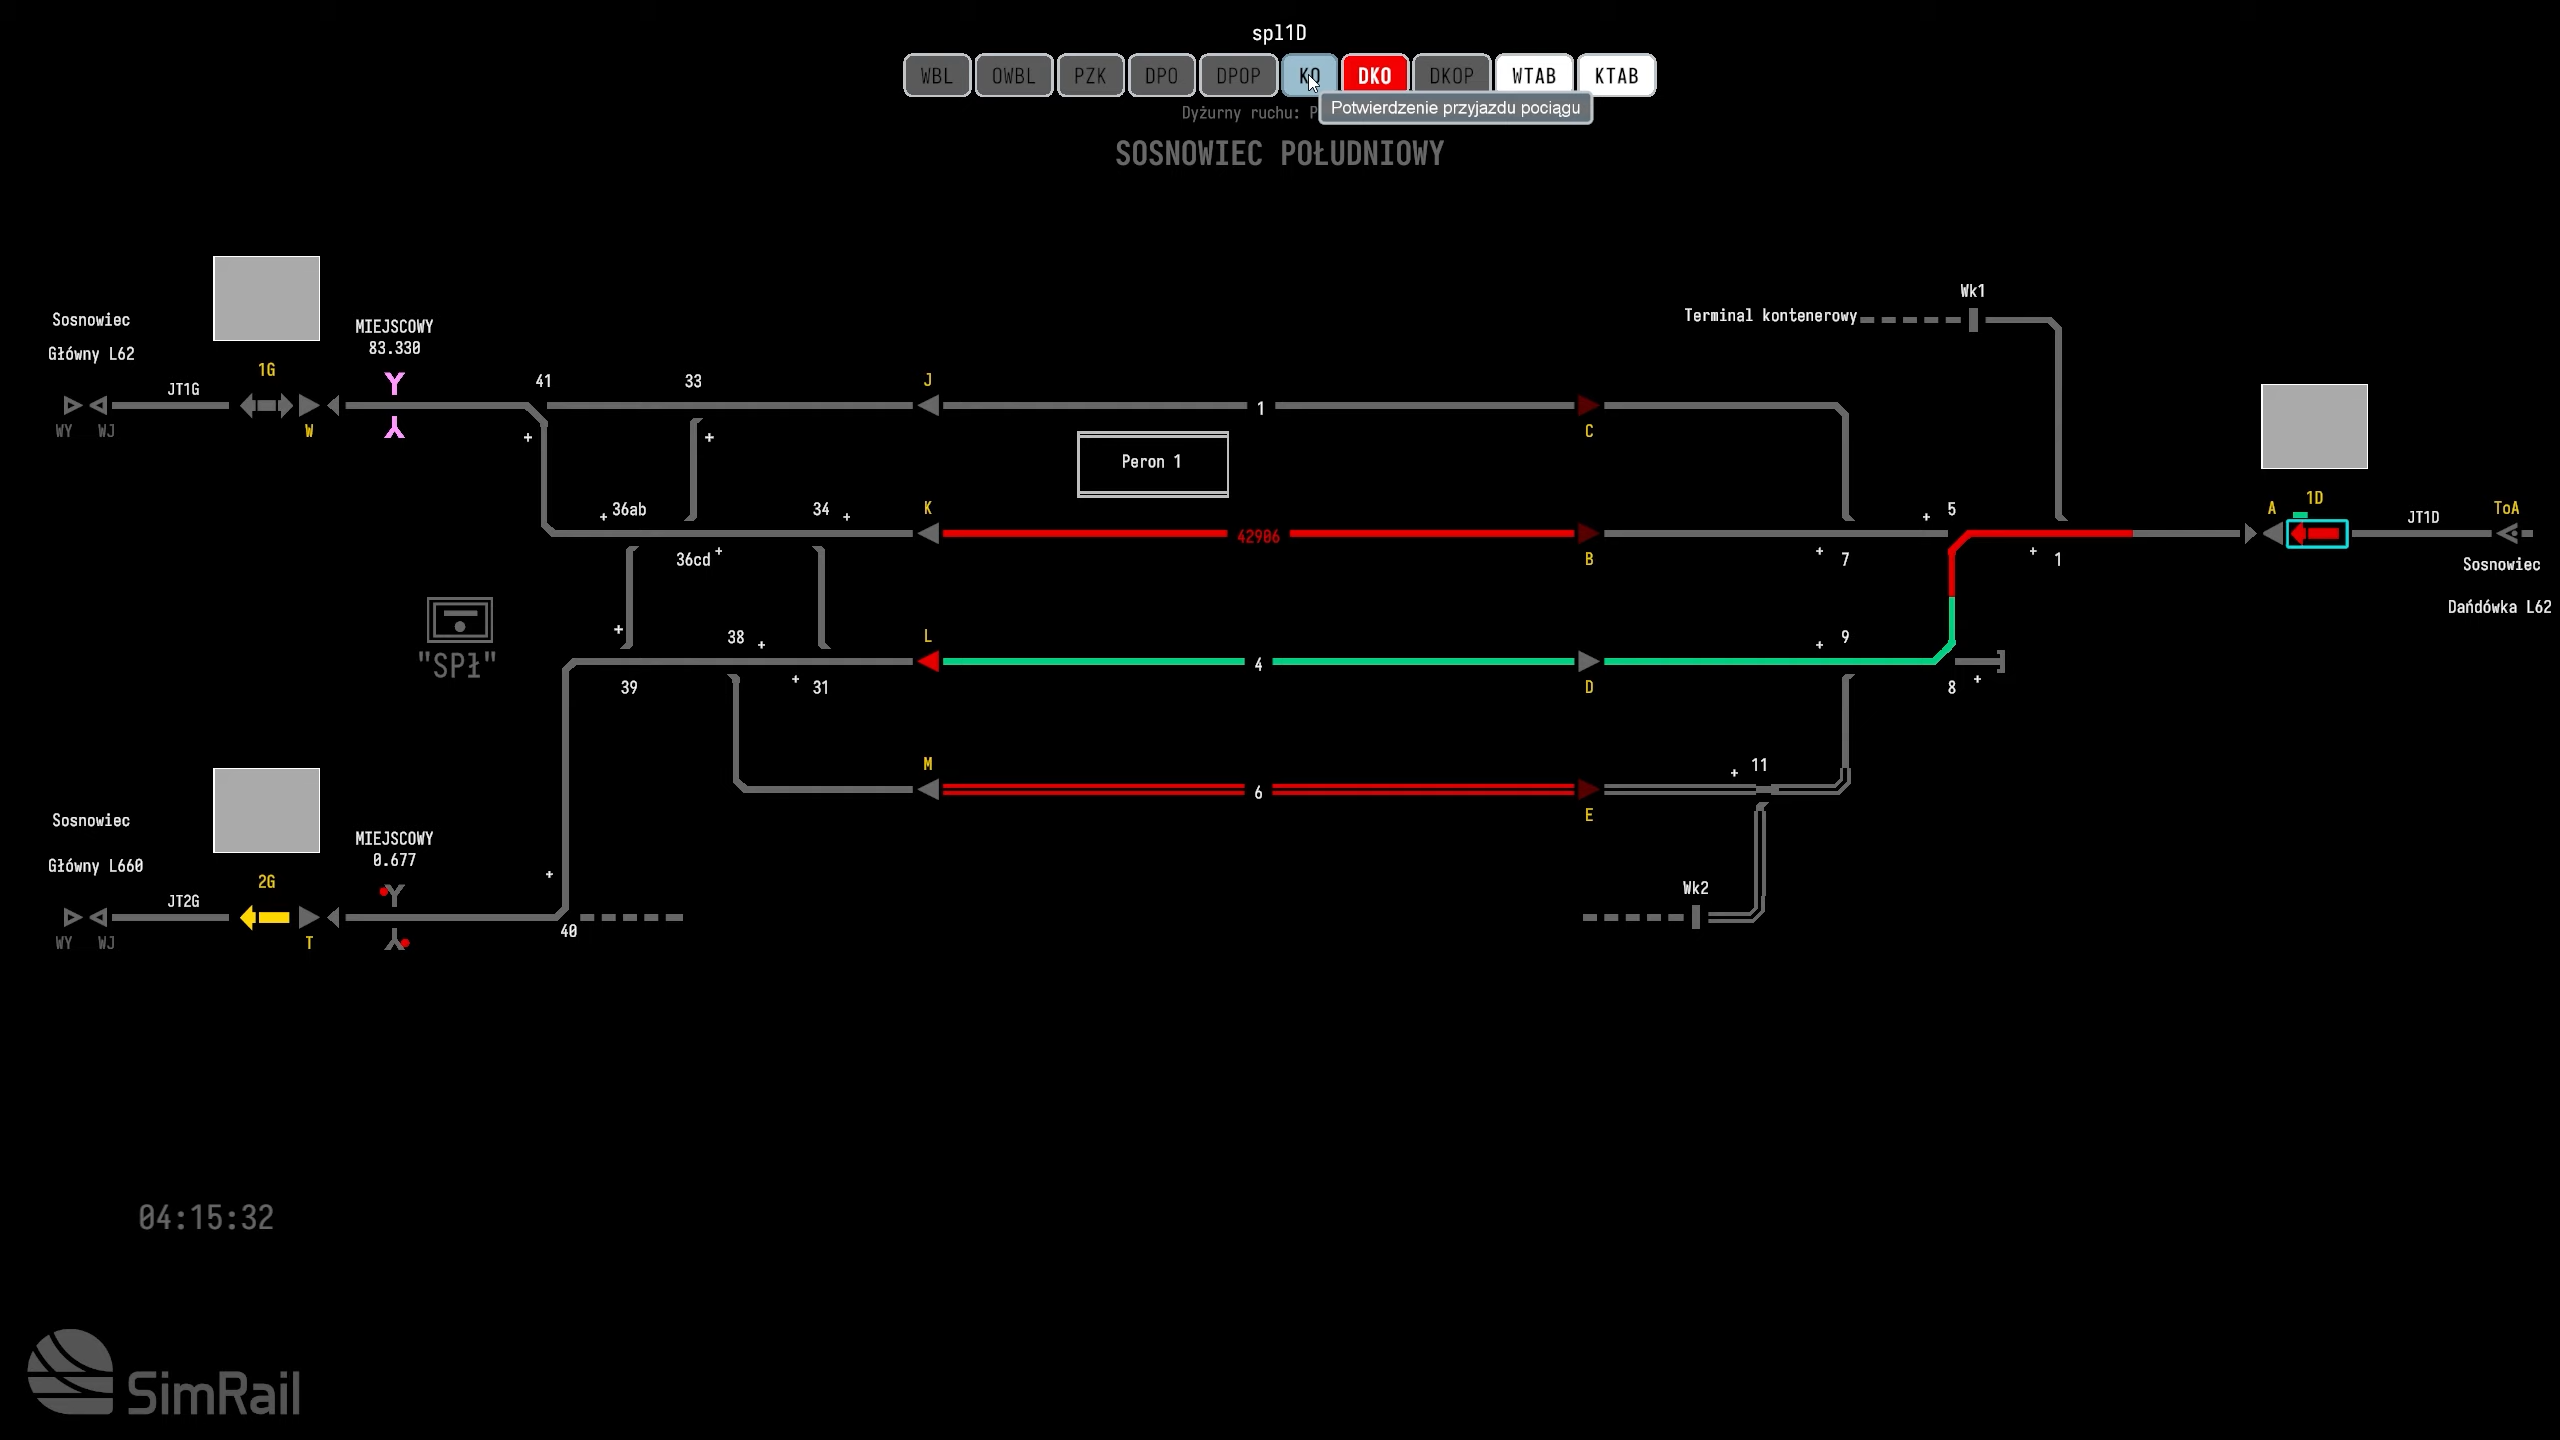 spl1D
WBL OWBL PZK DPO DPOP KO DKO DKOP WTAB KTAB
Potwierdzenie przyjazdu pociągu
Dyżurny ruchu: P
SOSNOWIEC POŁUDNIOWY
Wk1
Terminal kontenerowy
Sosnowiec
Główny L62
MIEJSCOWY
83.330
1G
JT1G
WY WJ
W
41
33
J
1
C
+
+
Peron 1
36ab
+
34
+
K
42906
B
+
5
+
7
+
1
A
1D
JT1D
ToA
Sosnowiec
Dańdówka L62
36cd
+
"SPł"
+
38
+
L
4
D
+
9
8
+
39
+
31
M
6
E
+
11
Sosnowiec
Główny L660
MIEJSCOWY
0.677
2G
JT2G
WY WJ
T
+
40
Wk2
04:15:32
SimRail